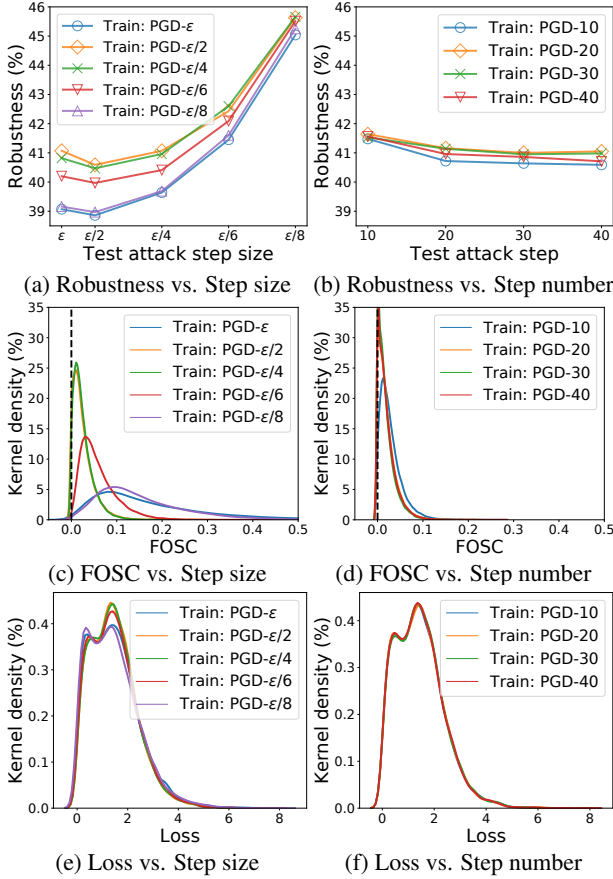 46
45
44
43
42
41
40
39
Robustness (%)
Train: PGD-ε
Train: PGD-ε/2
Train: PGD-ε/4
Train: PGD-ε/6
Train: PGD-ε/8
ε ε/2 ε/4 ε/6 ε/8
Test attack step size
(a) Robustness vs. Step size
46
45
44
43
42
41
40
39
Robustness (%)
Train: PGD-10
Train: PGD-20
Train: PGD-30
Train: PGD-40
10 20 30 40
Test attack step
(b) Robustness vs. Step number
35
30
25
20
15
10
5
0
Kernel density (%)
Train: PGD-ε
Train: PGD-ε/2
Train: PGD-ε/4
Train: PGD-ε/6
Train: PGD-ε/8
0.0 0.1 0.2 0.3 0.4 0.5
FOSC
(c) FOSC vs. Step size
35
30
25
20
15
10
5
0
Kernel density (%)
Train: PGD-10
Train: PGD-20
Train: PGD-30
Train: PGD-40
0.0 0.1 0.2 0.3 0.4 0.5
FOSC
(d) FOSC vs. Step number
0.4
0.3
0.2
0.1
0.0
Kernel density (%)
Train: PGD-ε
Train: PGD-ε/2
Train: PGD-ε/4
Train: PGD-ε/6
Train: PGD-ε/8
0 2 4 6 8
Loss
(e) Loss vs. Step size
0.4
0.3
0.2
0.1
0.0
Kernel density (%)
Train: PGD-10
Train: PGD-20
Train: PGD-30
Train: PGD-40
0 2 4 6 8
Loss
(f) Loss vs. Step number